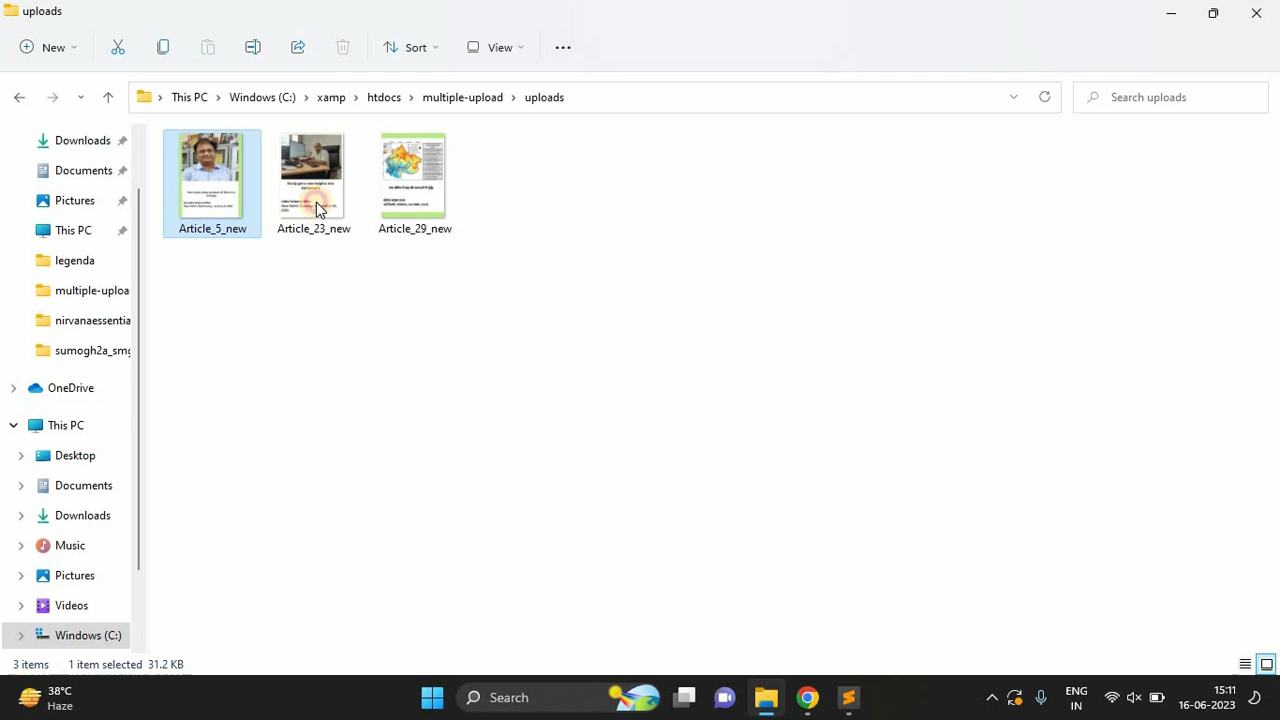 uploads
New
Sort
View
This PC
Windows (C:)
xamp
htdocs
multiple-upload
uploads
Search uploads
Downloads
Documents
Pictures
This PC
legenda
multiple-uploa
nirvanaessentia
sumogh2a_smg
OneDrive
This PC
Desktop
Documents
Downloads
Music
Pictures
Videos
Windows (C:)
Article_5_new
Article_23_new
Article_29_new
3 items
1 item selected 31.2 KB
38°C
Haze
Search
ENG
IN
15:11
16-06-2023